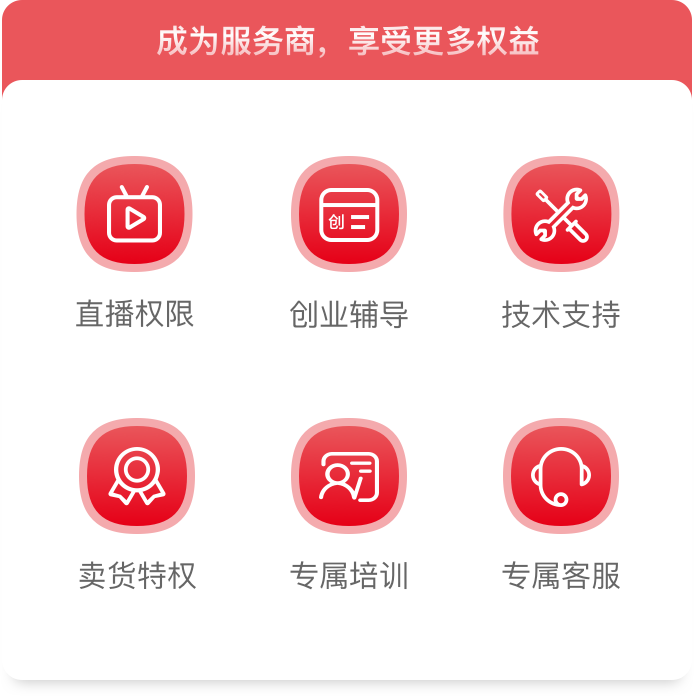 成为服务商，享受更多权益
创
直播权限
创业辅导
技术支持
卖货特权
专属培训
专属客服